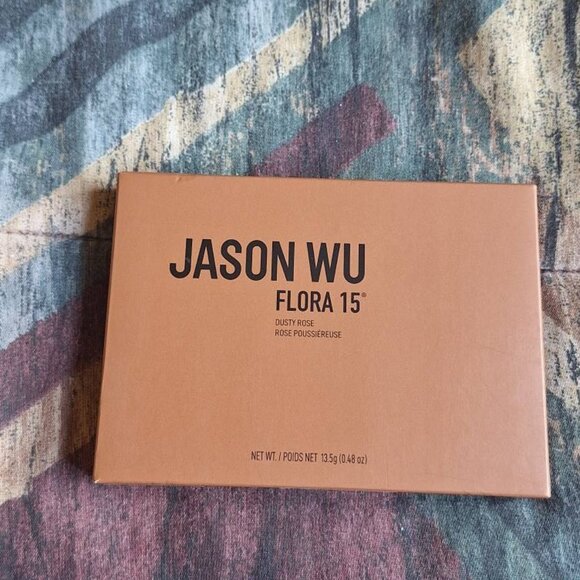 JASON WU
FLORA 15®
DUSTY ROSE
ROSE POUSSIÉREUSE
NET WT. / POIDS NET 13.5g (0.48 oz)